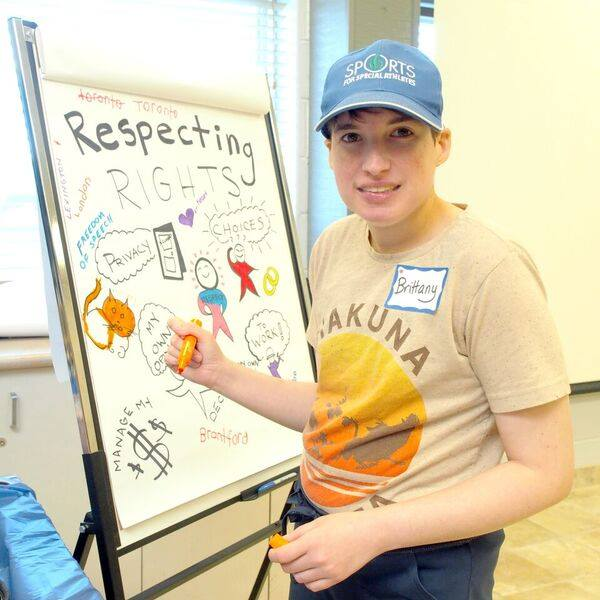 Toronto TORONTO
Respecting
RIGHTS
LEXINGTON
London
FREEDOM
OF SPEECH
PRIVACY
CHOICES
MY
OWN
TO
WORK!
MANAGE MY
$$
Brantford
SPORTS
FOR SPECIAL ATHLETES
Brittany
AKUNA
TA